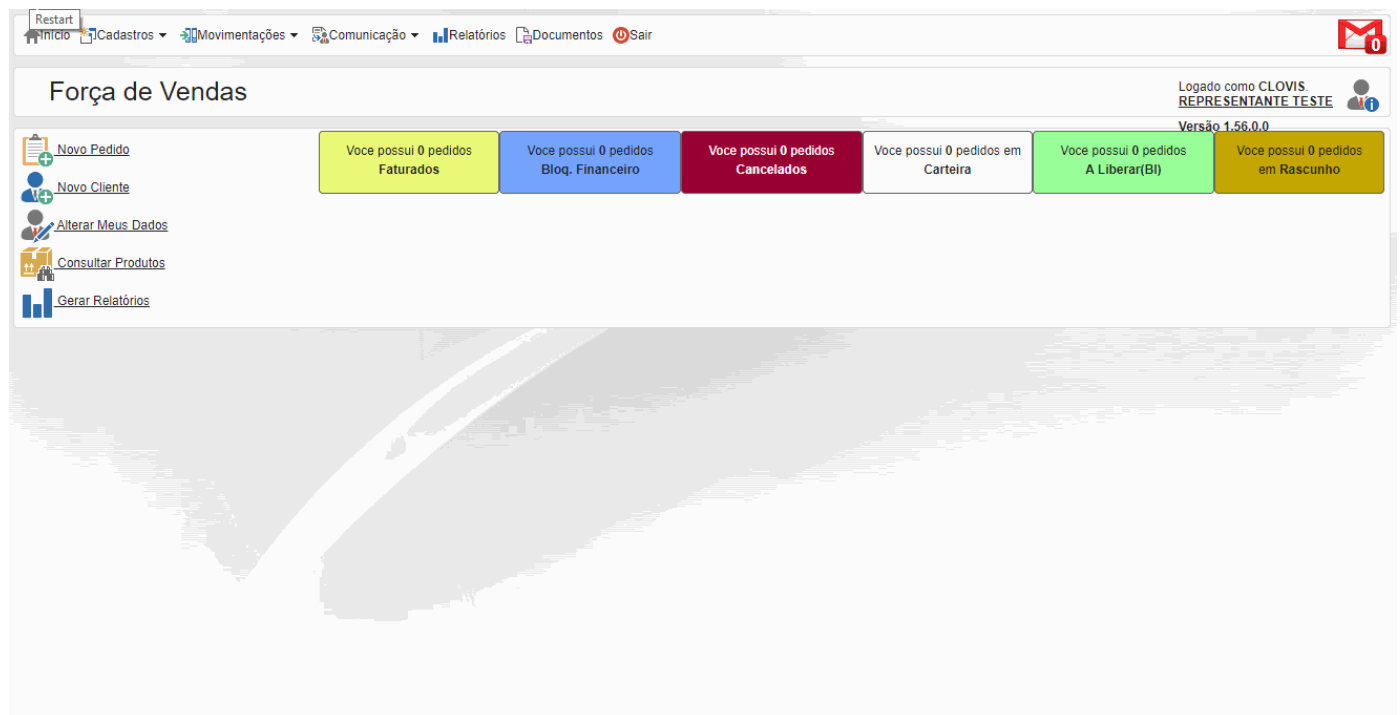 Restart
Início Cadastros Movimentações Comunicação Relatórios Documentos Sair
0
Força de Vendas
Logado como CLOVIS.
REPRESENTANTE TESTE
Versão 1.56.0.0
Novo Pedido
Novo Cliente
Alterar Meus Dados
Consultar Produtos
Gerar Relatórios
Voce possui 0 pedidos
Faturados
Voce possui 0 pedidos
Bloq. Financeiro
Voce possui 0 pedidos
Cancelados
Voce possui 0 pedidos em
Carteira
Voce possui 0 pedidos
A Liberar(BI)
Voce possui 0 pedidos
em Rascunho